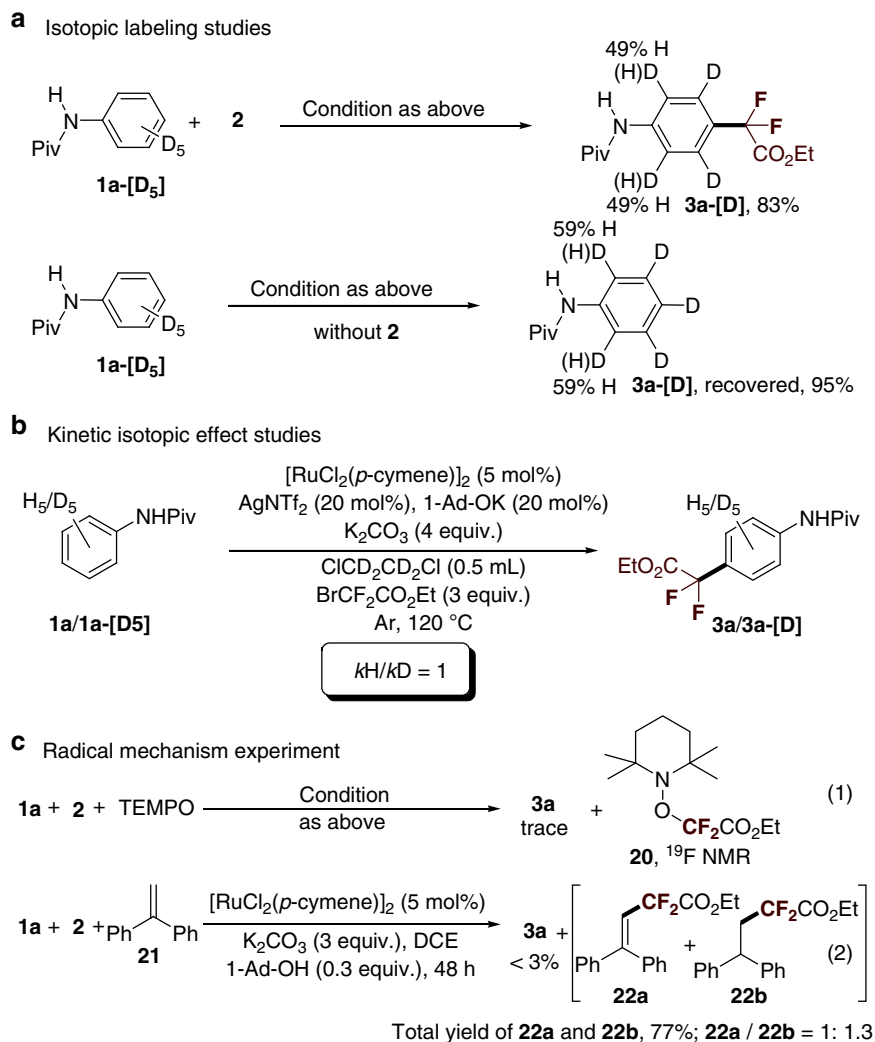 a Isotopic labeling studies
49% H
(H)D D
H
N
Piv
D5
1a-[D5]
+ 2
Condition as above
H
N
Piv
F
F
CO2Et
(H)D D
49% H 3a-[D], 83%
59% H
(H)D D
H
N
Piv
D5
1a-[D5]
Condition as above
without 2
H
N
Piv
D
(H)D D
59% H 3a-[D], recovered, 95%
b Kinetic isotopic effect studies
H5/D5
NHPiv
1a/1a-[D5]
[RuCl2(p-cymene)]2 (5 mol%)
AgNTf2 (20 mol%), 1-Ad-OK (20 mol%)
K2CO3 (4 equiv.)
ClCD2CD2Cl (0.5 mL)
BrCF2CO2Et (3 equiv.)
Ar, 120 °C
kH/kD = 1
H5/D5
NHPiv
EtO2C
F
F
3a/3a-[D]
c Radical mechanism experiment
1a + 2 + TEMPO
Condition
as above
3a
trace
+
N
O
CF2CO2Et
20, 19F NMR
(1)
1a + 2 +
Ph Ph
21
[RuCl2(p-cymene)]2 (5 mol%)
K2CO3 (3 equiv.), DCE
1-Ad-OH (0.3 equiv.), 48 h
3a +
< 3%
CF2CO2Et
Ph Ph
22a
+
CF2CO2Et
Ph Ph
22b
(2)
Total yield of 22a and 22b, 77%; 22a / 22b = 1: 1.3